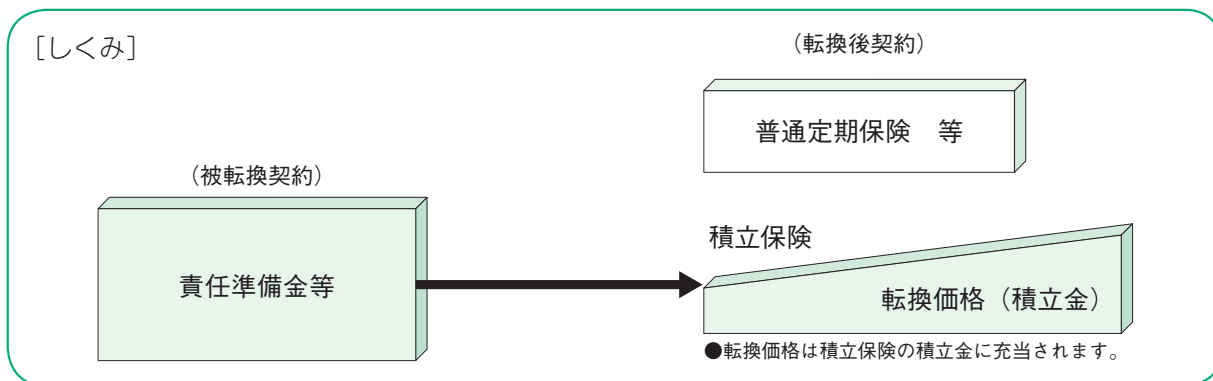 [しくみ]
(転換後契約)
普通定期保険　等
(被転換契約)
責任準備金等
積立保険
転換価格(積立金)
●転換価格は積立保険の積立金に充当されます。